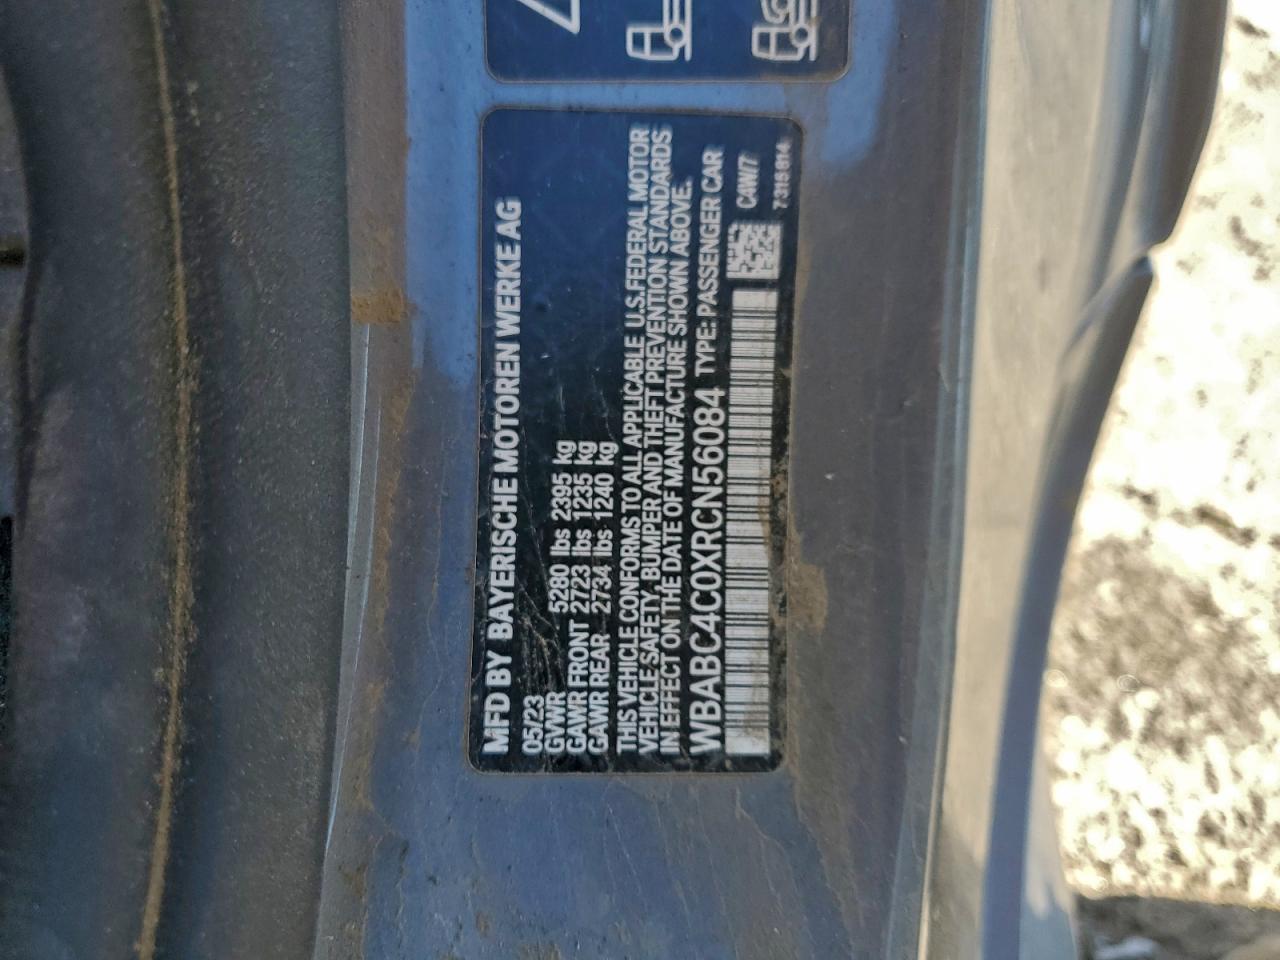 MFD BY BAYERISCHE MOTOREN WERKE AG
05/23
GVWR 5280 lbs 2395 kg
GAWR FRONT 2723 lbs 1235 kg
GAWR REAR 2734 lbs 1240 kg
THIS VEHICLE CONFORMS TO ALL APPLICABLE U.S.FEDERAL MOTOR
VEHICLE SAFETY, BUMPER AND THEFT PREVENTION STANDARDS
IN EFFECT ON THE DATE OF MANUFACTURE SHOWN ABOVE.
WBABC4C0XRCN56084 TYPE: PASSENGER CAR
C4W/7
7 315 814